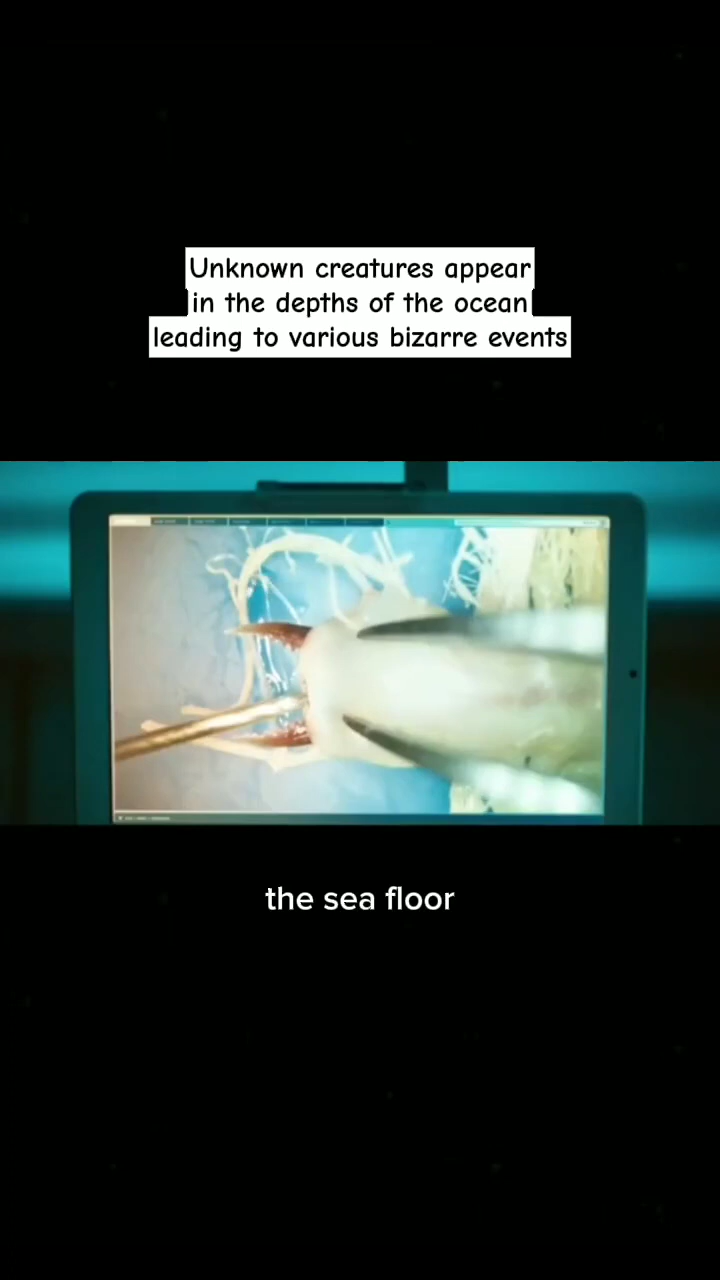 Unknown creatures appear
in the depths of the ocean
leading to various bizarre events
the sea floor